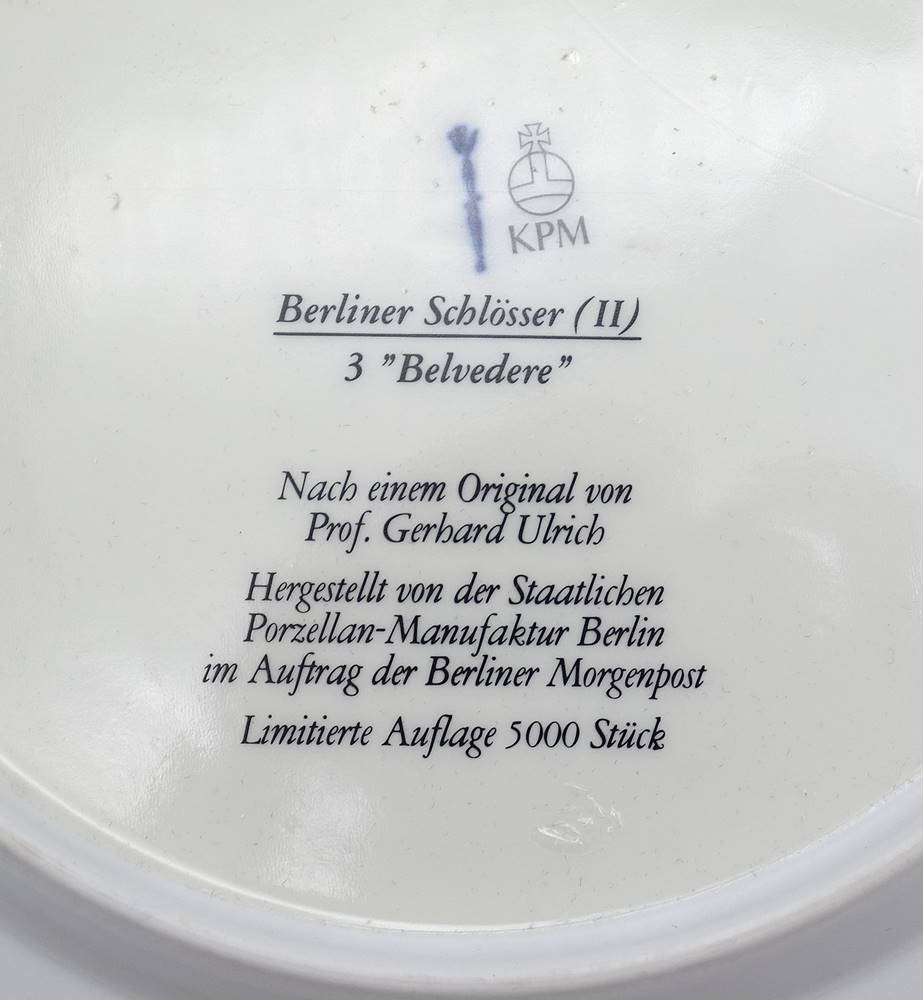 KPM
Berliner Schlösser (II)
3 ”Belvedere”
Nach einem Original von
Prof. Gerhard Ulrich
Hergestellt von der Staatlichen
Porzellan-Manufaktur Berlin
im Auftrag der Berliner Morgenpost
Limitierte Auflage 5000 Stück